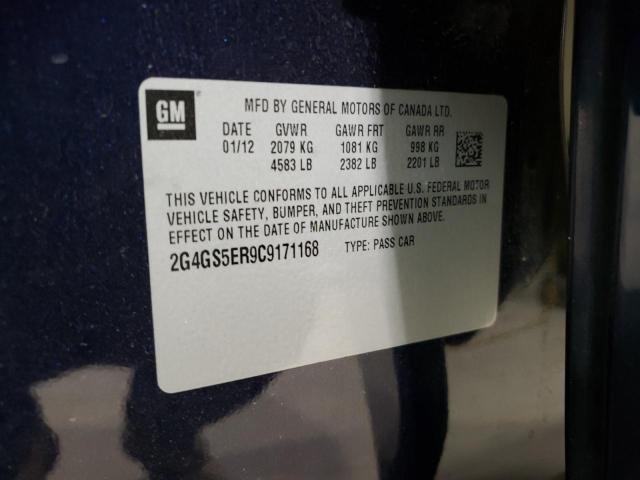 GM
MFD BY GENERAL MOTORS OF CANADA LTD.
DATE GVWR GAWR FRT GAWR RR
01/12 2079 KG 1081 KG 998 KG
4583 LB 2382 LB 2201 LB
THIS VEHICLE CONFORMS TO ALL APPLICABLE U.S. FEDERAL MOTOR
VEHICLE SAFETY, BUMPER, AND THEFT PREVENTION STANDARDS IN
EFFECT ON THE DATE OF MANUFACTURE SHOWN ABOVE.
2G4GS5ER9C9171168 TYPE: PASS CAR